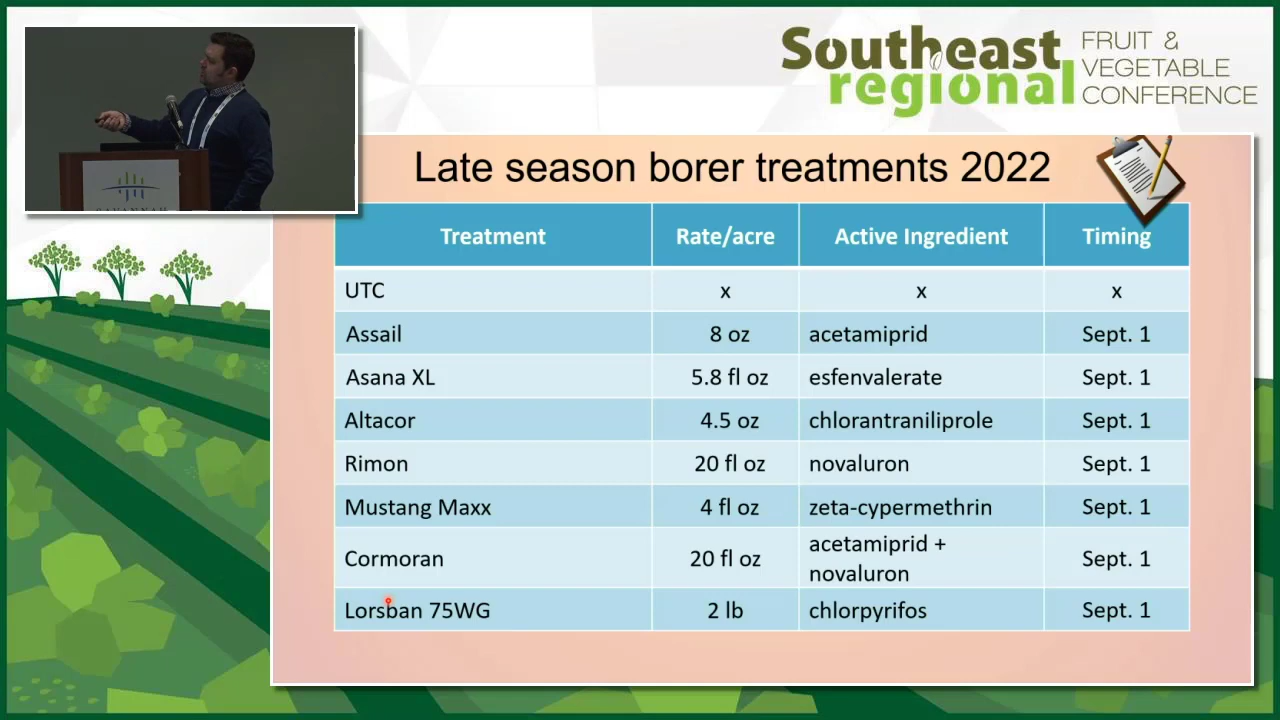 Southeast regional
FRUIT &
VEGETABLE
CONFERENCE
SAVANNAH
Late season borer treatments 2022
Treatment Rate/acre Active Ingredient Timing
UTC x x x
Assail 8 oz acetamiprid Sept. 1
Asana XL 5.8 fl oz esfenvalerate Sept. 1
Altacor 4.5 oz chlorantraniliprole Sept. 1
Rimon 20 fl oz novaluron Sept. 1
Mustang Maxx 4 fl oz zeta-cypermethrin Sept. 1
Cormoran 20 fl oz acetamiprid +
novaluron Sept. 1
Lorsban 75WG 2 lb chlorpyrifos Sept. 1